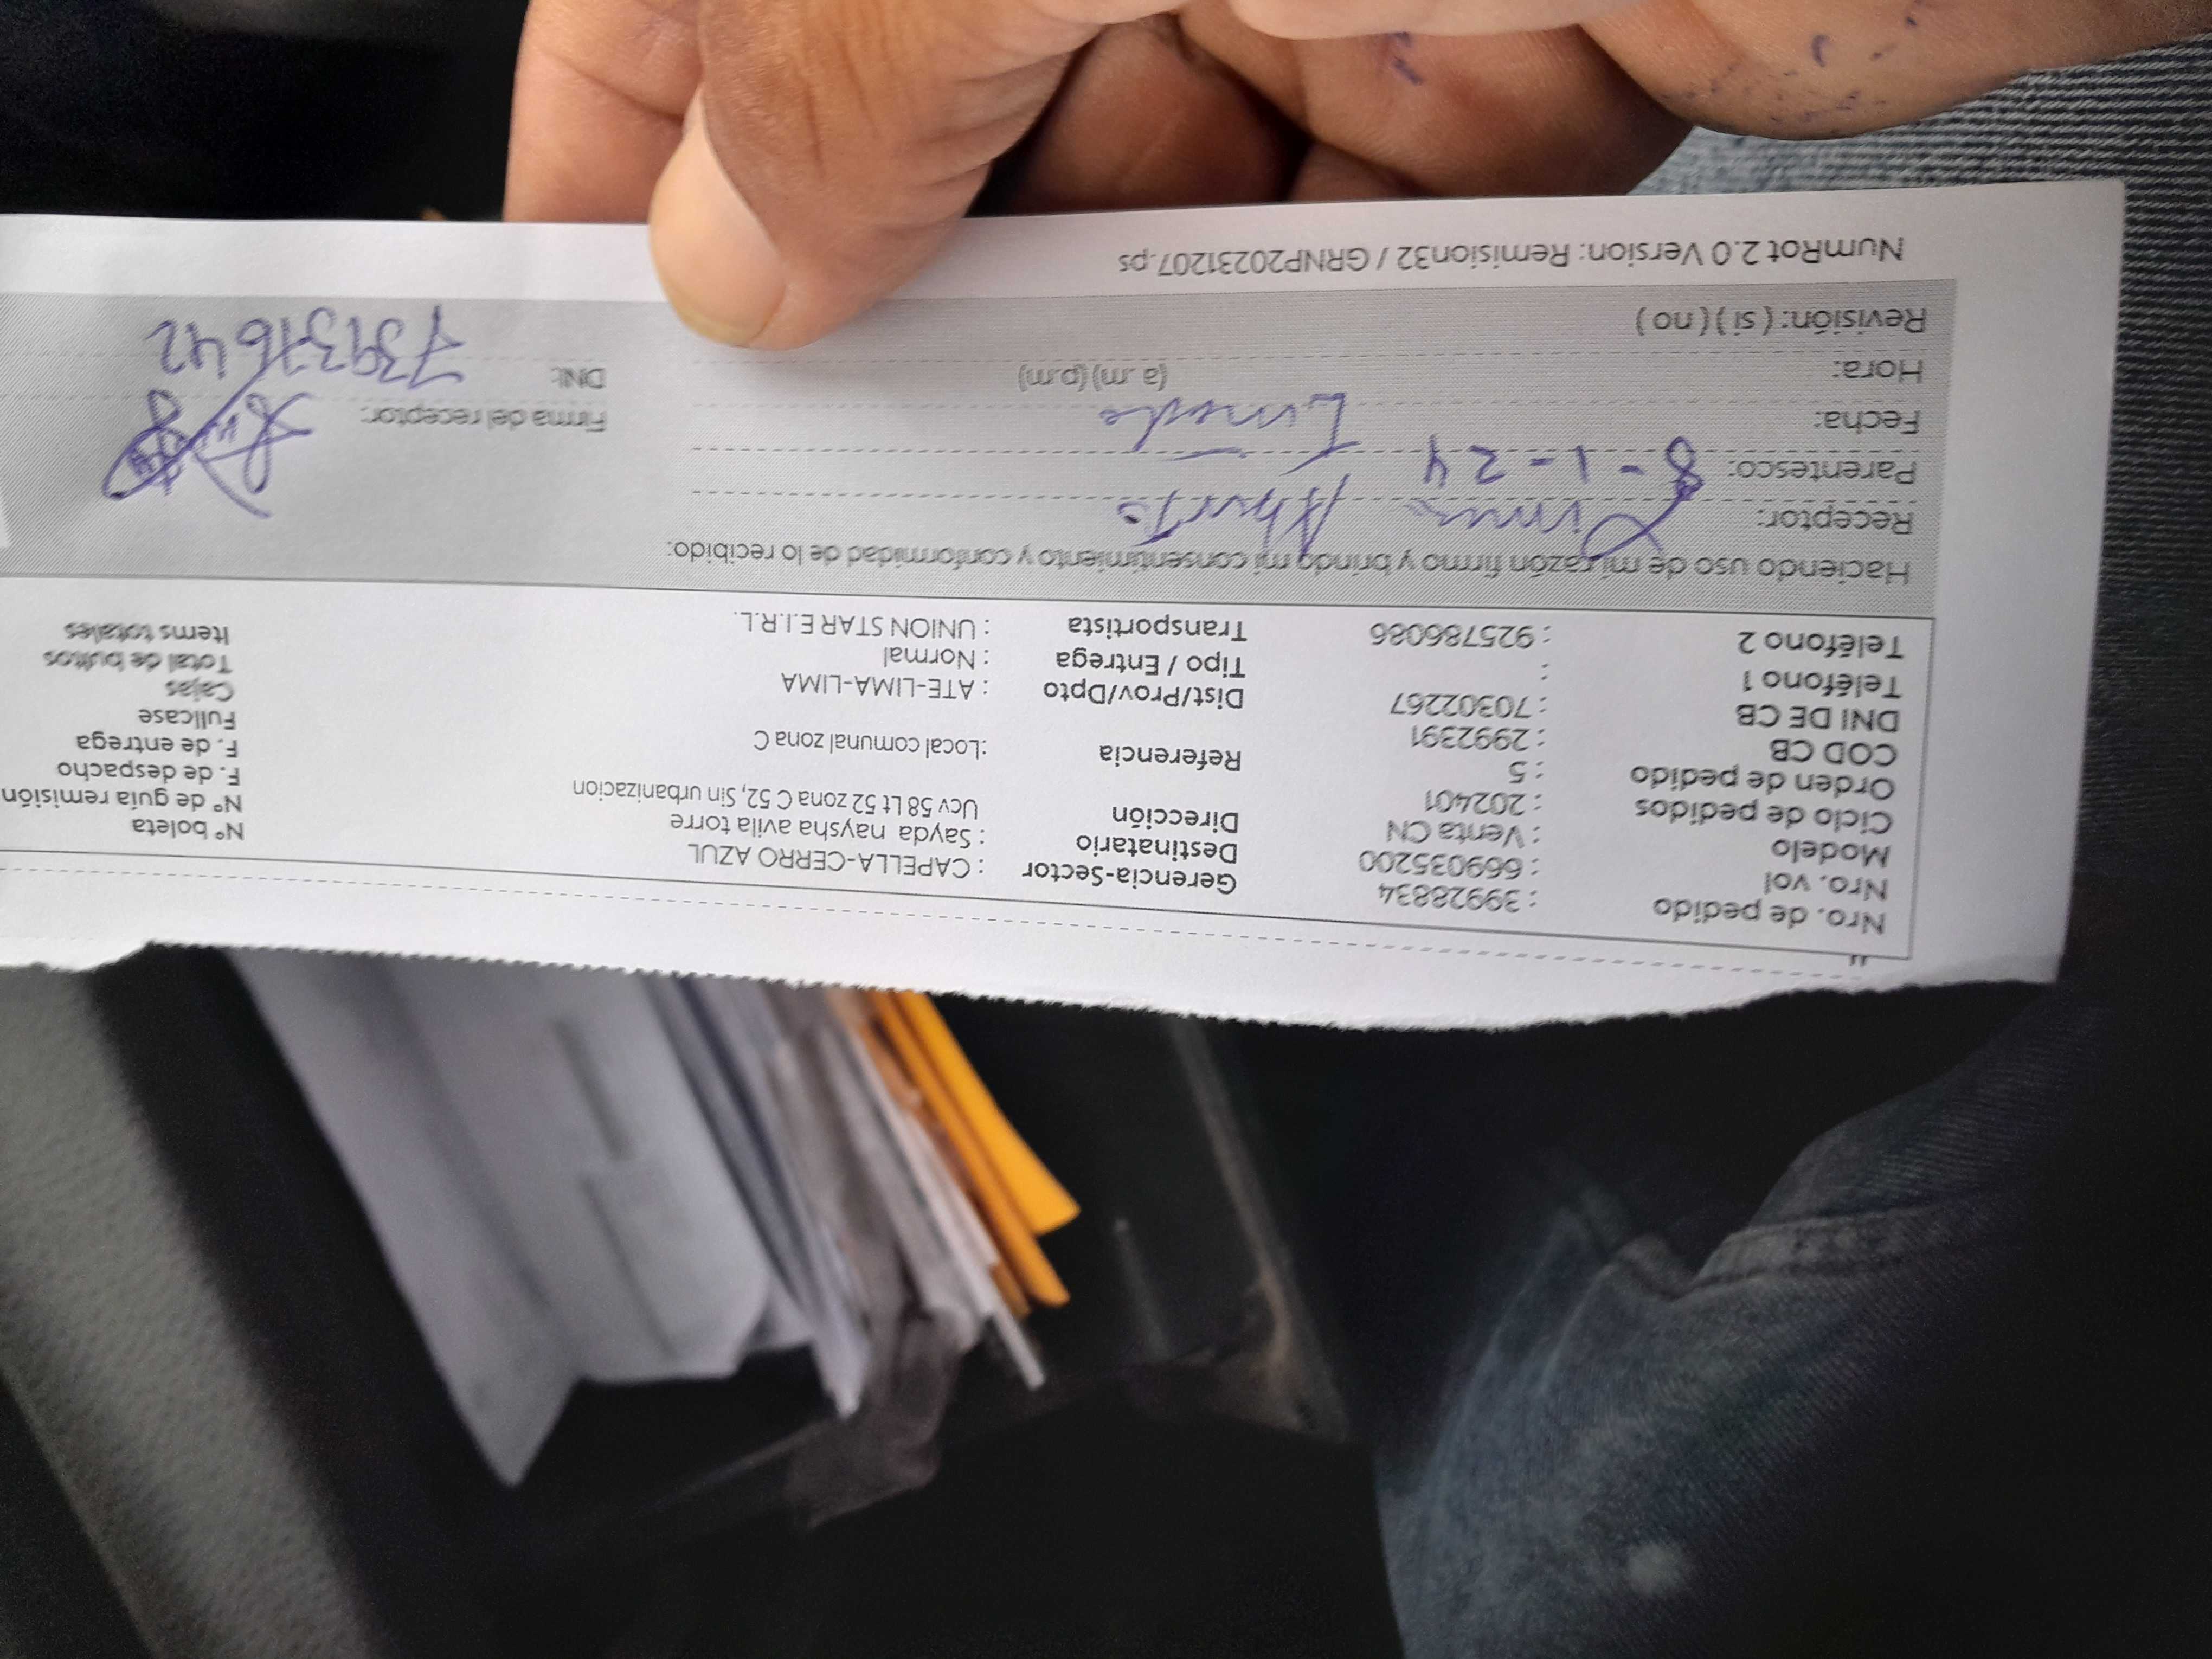 Nro. de pedido : 39928834 Gerencia-Sector : CAPELLA-CERRO AZUL Nº boleta
Nro. vol : 669035200 Destinatario : Sayda naysha avila torre Nº de guía remisión
Modelo : Venta CN Dirección Ucv 58 Lt 52 zona C 52, Sin urbanizacion F. de despacho
Ciclo de pedidos : 202401 F. de entrega
Orden de pedido : 5 Referencia :Local comunal zona C Fullcase
COD CB : 2992391 Cajas
DNI DE CB : 70302267 Dist/Prov/Dpto : ATE-LIMA-LIMA Total de bultos
Teléfono 1 : Tipo / Entrega : Normal Items totales
Teléfono 2 : 925786086 Transportista : UNION STAR E.I.R.L.
Haciendo uso de mi razón firmo y brindo mi consentimiento y conformidad de lo recibido:
Receptor:
Parentesco: 8-1-24
Fecha: Firma del receptor:
Hora: (a .m) (p.m) DNI:
Revisión: ( si ) ( no )
NumRot 2.0 Version: Remision32 / GRNP20231207.ps